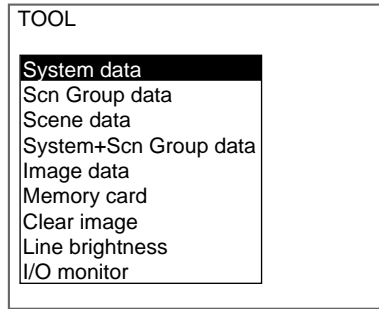 TOOL
System data
Scn Group data
Scene data
System+Scn Group data
Image data
Memory card
Clear image
Line brightness
I/O monitor